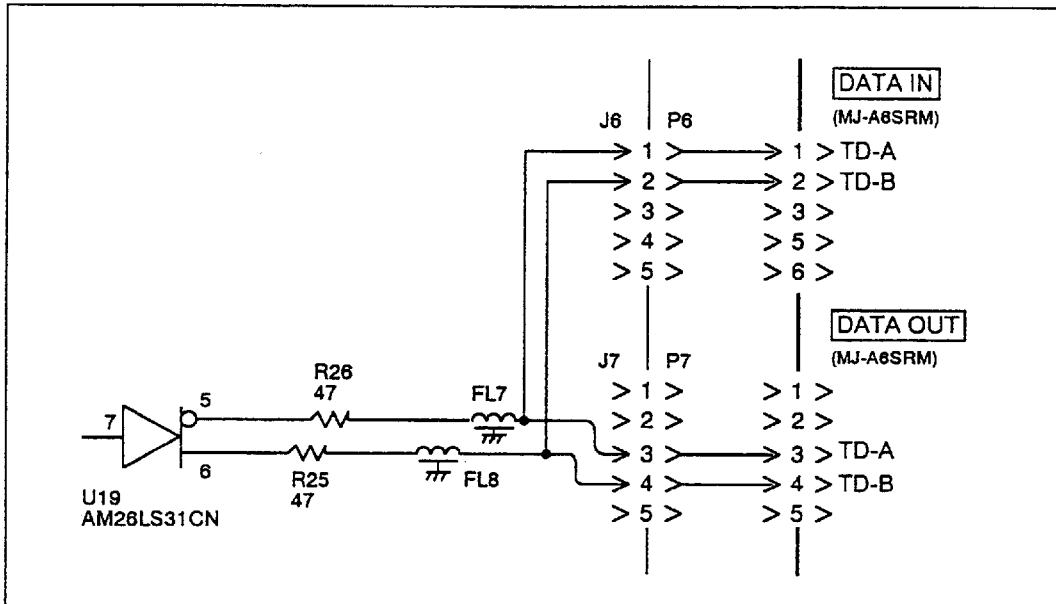 DATA IN
(MJ-A6SRM)
J6 P6
1 1 TD-A
2 2 TD-B
3 3
4 5
5 6
DATA OUT
(MJ-A6SRM)
J7 P7
1 1
2 2
3 3 TD-A
4 4 TD-B
5 5
R26
47
FL7
7
5
6
R25
47
FL8
U19
AM26LS31CN